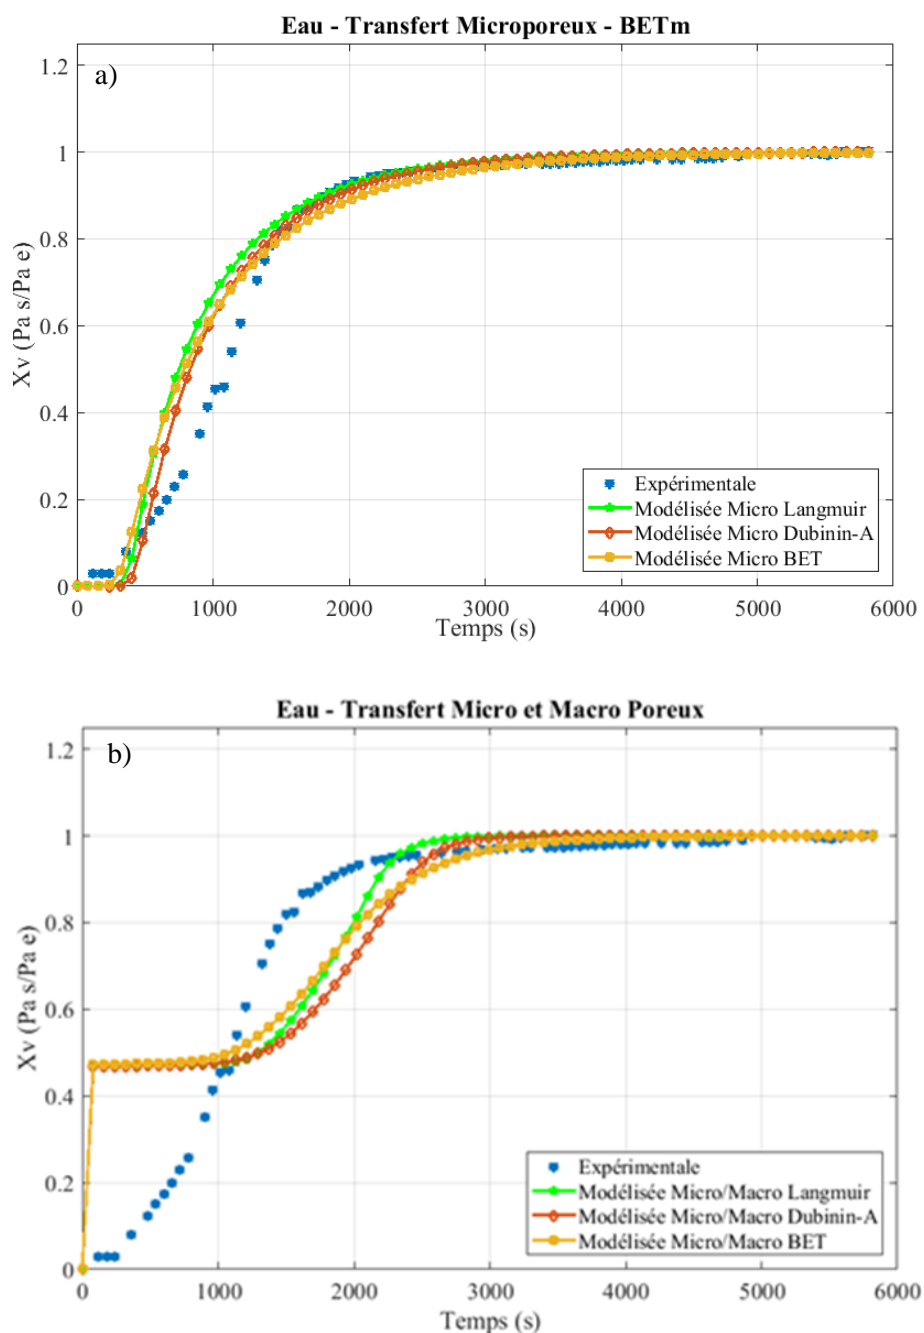 Eau - Transfert Microporeux - BETm
a)
1.2
1
0.8
0.6
0.4
0.2
0
Xv (Pa s/Pa e)
Expérimentale
Modélisée Micro Langmuir
Modélisée Micro Dubinin-A
Modélisée Micro BET
0 1000 2000 3000 4000 5000 6000
Temps (s)
Eau - Transfert Micro et Macro Poreux
b)
1.2
1
0.8
0.6
0.4
0.2
0
Xv (Pa s/Pa e)
Expérimentale
Modélisée Micro/Macro Langmuir
Modélisée Micro/Macro Dubinin-A
Modélisée Micro/Macro BET
0 1000 2000 3000 4000 5000 6000
Temps (s)